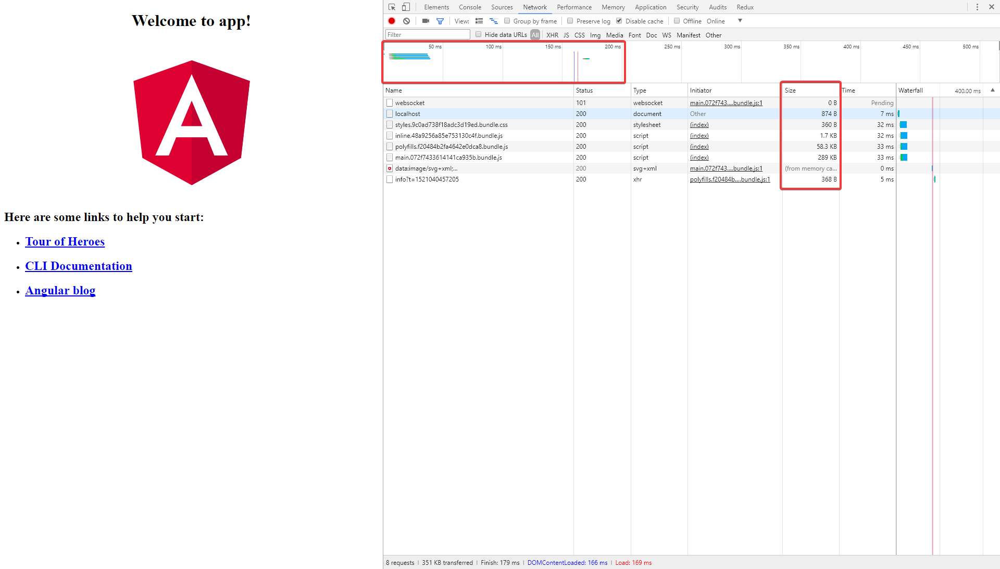 Welcome to app!
Here are some links to help you start:
Tour of Heroes
CLI Documentation
Angular blog
Elements Console Sources Network Performance Memory Application Security Audits Redux
View: Group by frame Preserve log Disable cache Offline Online
Filter Hide data URLs All XHR JS CSS Img Media Font Doc WS Manifest Other
50 ms 100 ms 150 ms 200 ms 250 ms 300 ms 350 ms 400 ms 450 ms 500 ms
Name Status Type Initiator Size Time Waterfall 400.00 ms
websocket 101 websocket main.072f743....bundle.js:1 0 B Pending
localhost 200 document Other 874 B 7 ms
styles.9c0ad738f18adc3d19ed.bundle.css 200 stylesheet (index) 360 B 32 ms
inline.48a9256a85e753130c4f.bundle.js 200 script (index) 1.7 KB 32 ms
polyfills.f20484b2fa4642e0dca8.bundle.js 200 script (index) 58.3 KB 33 ms
main.072f7433614141ca935b.bundle.js 200 script (index) 289 KB 33 ms
data:image/svg+xml;... 200 svg+xml main.072f743....bundle.js:1 (from memory ca... 0 ms
info?t=1521040457205 200 xhr polyfills.f20484b....bundle.js:1 368 B 5 ms
8 requests | 351 KB transferred | Finish: 179 ms | DOMContentLoaded: 166 ms | Load: 169 ms